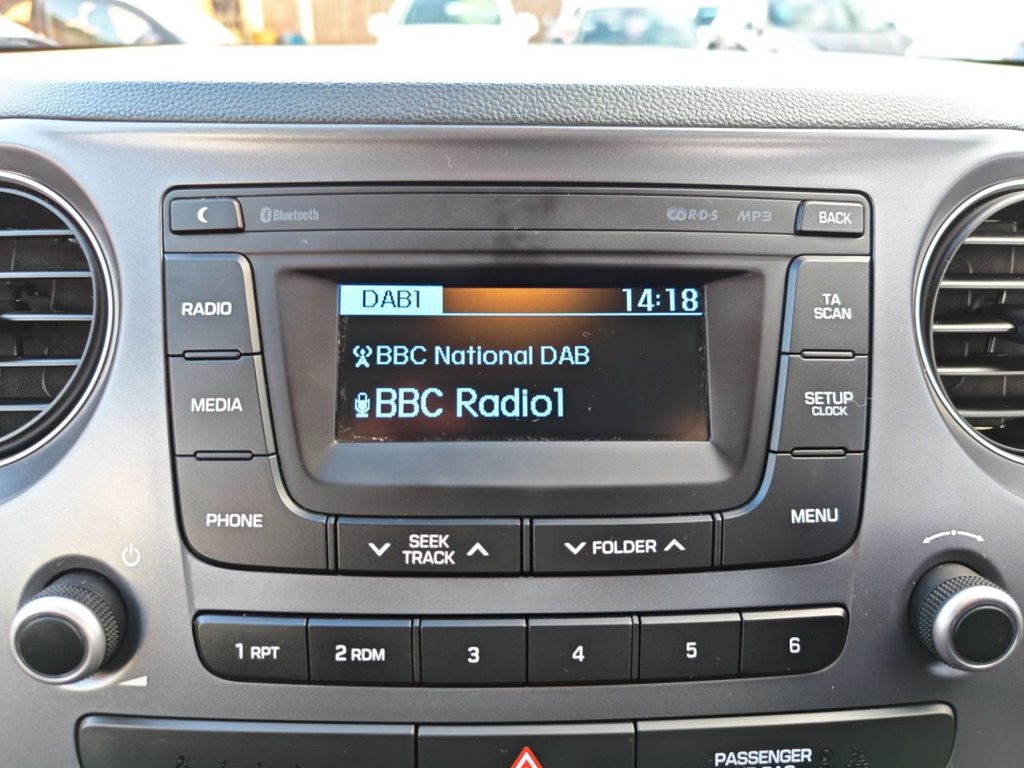 Bluetooth
R·D·S
MP3
BACK
RADIO
DAB1
14:18
TA
SCAN
BBC National DAB
MEDIA
BBC Radio1
SETUP
CLOCK
PHONE
SEEK
TRACK
FOLDER
MENU
1 RPT
2 RDM
3
4
5
6
PASSENGER